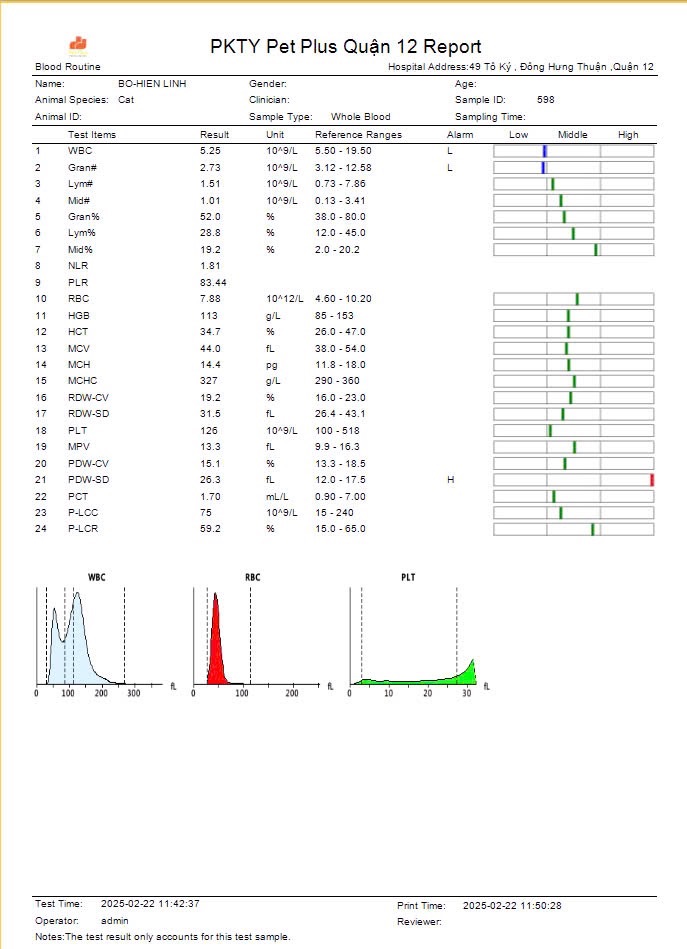 PKTY Pet Plus Quận 12 Report
Blood Routine Hospital Address:49 Tô Ký , Đông Hưng Thuận ,Quận 12
Name: BO-HIEN LINH Gender: Age:
Animal Species: Cat Clinician: Sample ID: 598
Animal ID: Sample Type: Whole Blood Sampling Time:
Test Items Result Unit Reference Ranges Alarm Low Middle High
1 WBC 5.25 10^9/L 5.50 - 19.50 L
2 Gran# 2.73 10^9/L 3.12 - 12.58 L
3 Lym# 1.51 10^9/L 0.73 - 7.86
4 Mid# 1.01 10^9/L 0.13 - 3.41
5 Gran% 52.0 % 38.0 - 80.0
6 Lym% 28.8 % 12.0 - 45.0
7 Mid% 19.2 % 2.0 - 20.2
8 NLR 1.81
9 PLR 83.44
10 RBC 7.88 10^12/L 4.60 - 10.20
11 HGB 113 g/L 85 - 153
12 HCT 34.7 % 26.0 - 47.0
13 MCV 44.0 fL 38.0 - 54.0
14 MCH 14.4 pg 11.8 - 18.0
15 MCHC 327 g/L 290 - 360
16 RDW-CV 19.2 % 16.0 - 23.0
17 RDW-SD 31.5 fL 26.4 - 43.1
18 PLT 126 10^9/L 100 - 518
19 MPV 13.3 fL 9.9 - 16.3
20 PDW-CV 15.1 % 13.3 - 18.5
21 PDW-SD 26.3 fL 12.0 - 17.5 H
22 PCT 1.70 mL/L 0.90 - 7.00
23 P-LCC 75 10^9/L 15 - 240
24 P-LCR 59.2 % 15.0 - 65.0
WBC RBC PLT
0 100 200 300 fL 0 100 200 fL 0 10 20 30 fL
Test Time: 2025-02-22 11:42:37 Print Time: 2025-02-22 11:50:28
Operator: admin Reviewer:
Notes:The test result only accounts for this test sample.